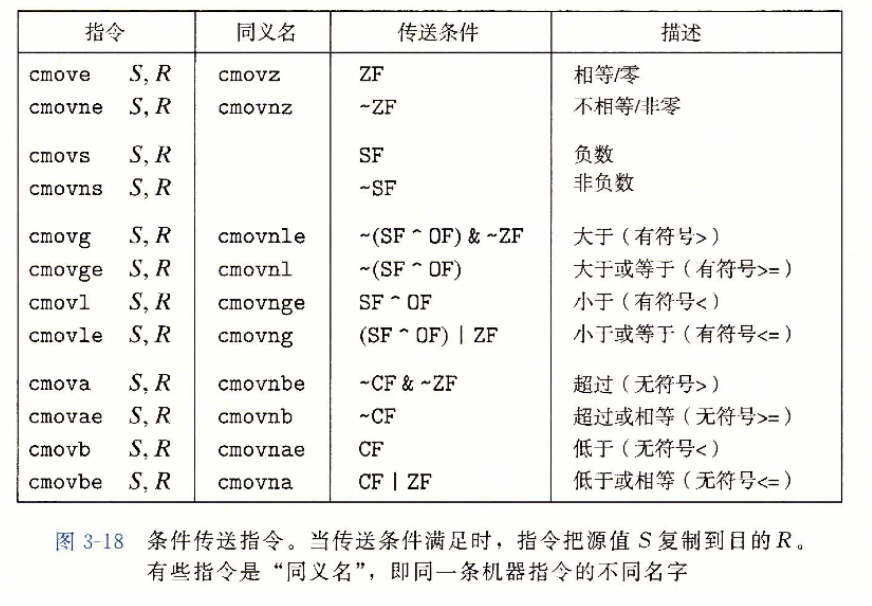 指令 同义名 传送条件 描述
cmove S, R cmovz ZF 相等/零
cmovne S, R cmovnz ~ZF 不相等/非零
cmovs S, R SF 负数
cmovns S, R ~SF 非负数
cmovg S, R cmovnle ~(SF ^ OF) & ~ZF 大于（有符号>）
cmovge S, R cmovnl ~(SF ^ OF) 大于或等于（有符号>=）
cmovl S, R cmovnge SF ^ OF 小于（有符号<）
cmovle S, R cmovng (SF ^ OF) | ZF 小于或等于（有符号<=）
cmova S, R cmovnbe ~CF & ~ZF 超过（无符号>）
cmovae S, R cmovnb ~CF 超过或相等（无符号>=）
cmovb S, R cmovnae CF 低于（无符号<）
cmovbe S, R cmovna CF | ZF 低于或相等（无符号<=）
图 3-18 条件传送指令。当传送条件满足时，指令把源值 S 复制到目的 R。
有些指令是“同义名”，即同一条机器指令的不同名字